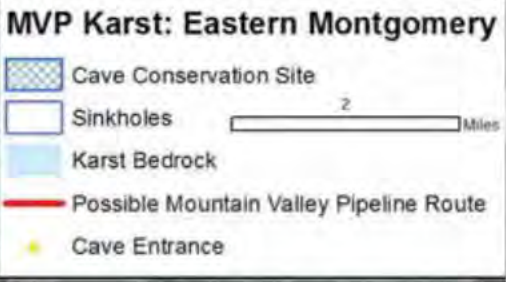 MVP Karst: Eastern Montgomery
Cave Conservation Site
Sinkholes
2
Miles
Karst Bedrock
Possible Mountain Valley Pipeline Route
Cave Entrance